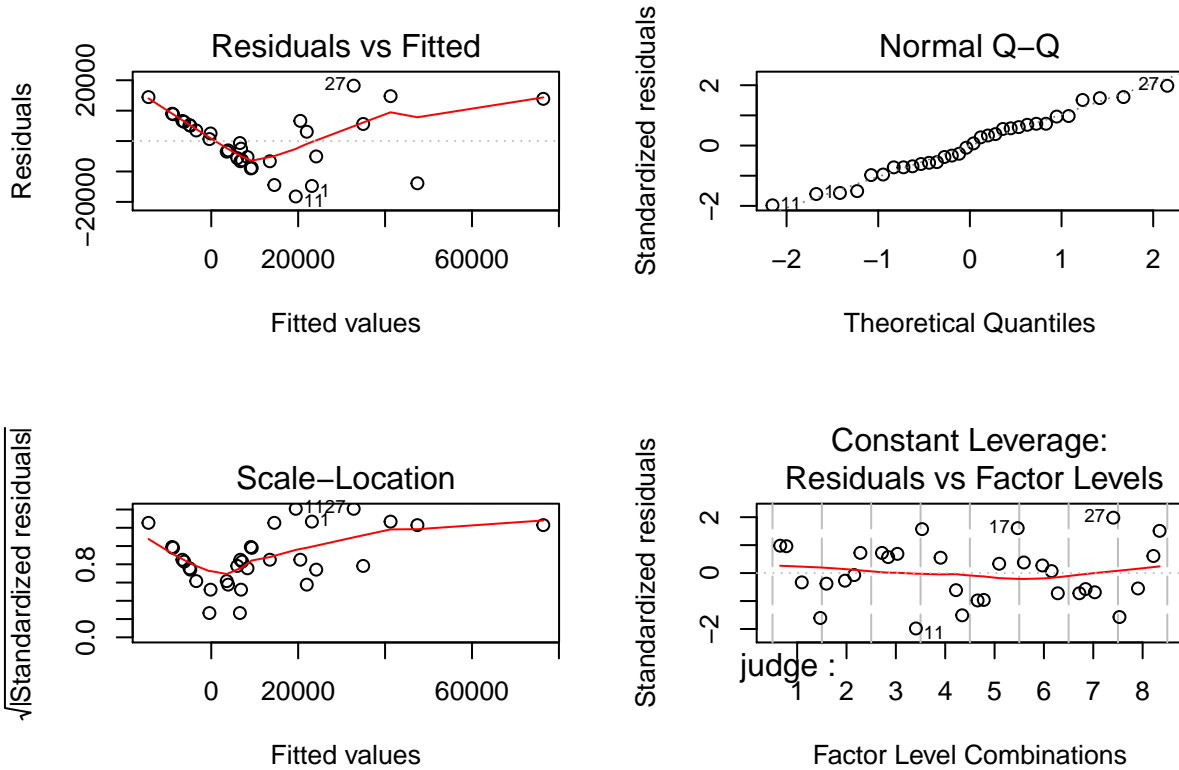 Residuals vs Fitted
Residuals
20000
−20000
27
1
11
0 20000 60000
Fitted values
Normal Q−Q
Standardized residuals
2
0
−2
27
1
11
−2 −1 0 1 2
Theoretical Quantiles
Scale−Location
√|Standardized residuals|
0.8
0.0
11
27
1
0 20000 60000
Fitted values
Constant Leverage:
Residuals vs Factor Levels
Standardized residuals
2
0
−2
17
27
11
judge :
1 2 3 4 5 6 7 8
Factor Level Combinations